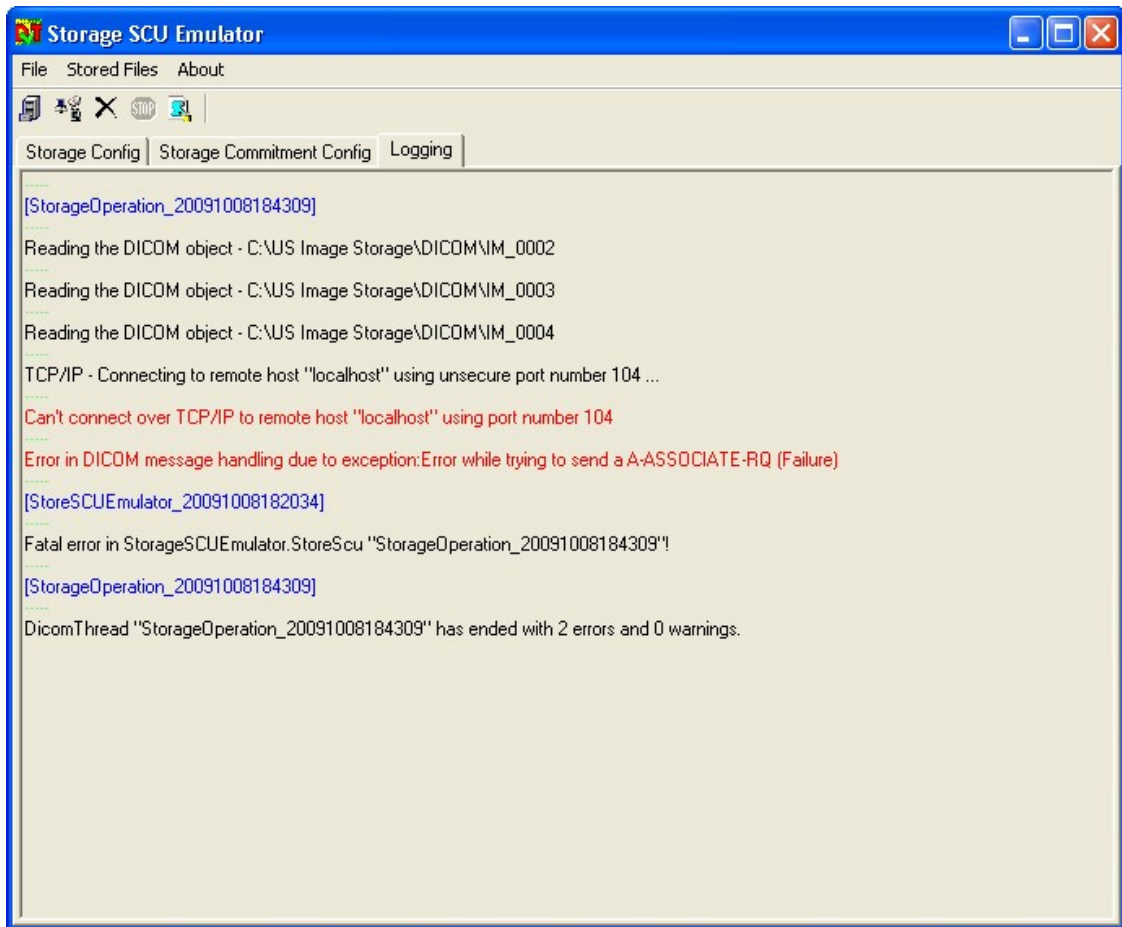 Storage SCU Emulator
File Stored Files About
STOP
Storage Config Storage Commitment Config Logging
-----
[StorageOperation_20091008184309]
-----
Reading the DICOM object - C:\US Image Storage\DICOM\IM_0002
-----
Reading the DICOM object - C:\US Image Storage\DICOM\IM_0003
-----
Reading the DICOM object - C:\US Image Storage\DICOM\IM_0004
-----
TCP/IP - Connecting to remote host "localhost" using unsecure port number 104 ...
-----
Can't connect over TCP/IP to remote host "localhost" using port number 104
-----
Error in DICOM message handling due to exception:Error while trying to send a A-ASSOCIATE-RQ (Failure)
-----
[StoreSCUEmulator_20091008182034]
-----
Fatal error in StorageSCUEmulator.StoreScu "StorageOperation_20091008184309"!
-----
[StorageOperation_20091008184309]
-----
DicomThread "StorageOperation_20091008184309" has ended with 2 errors and 0 warnings.